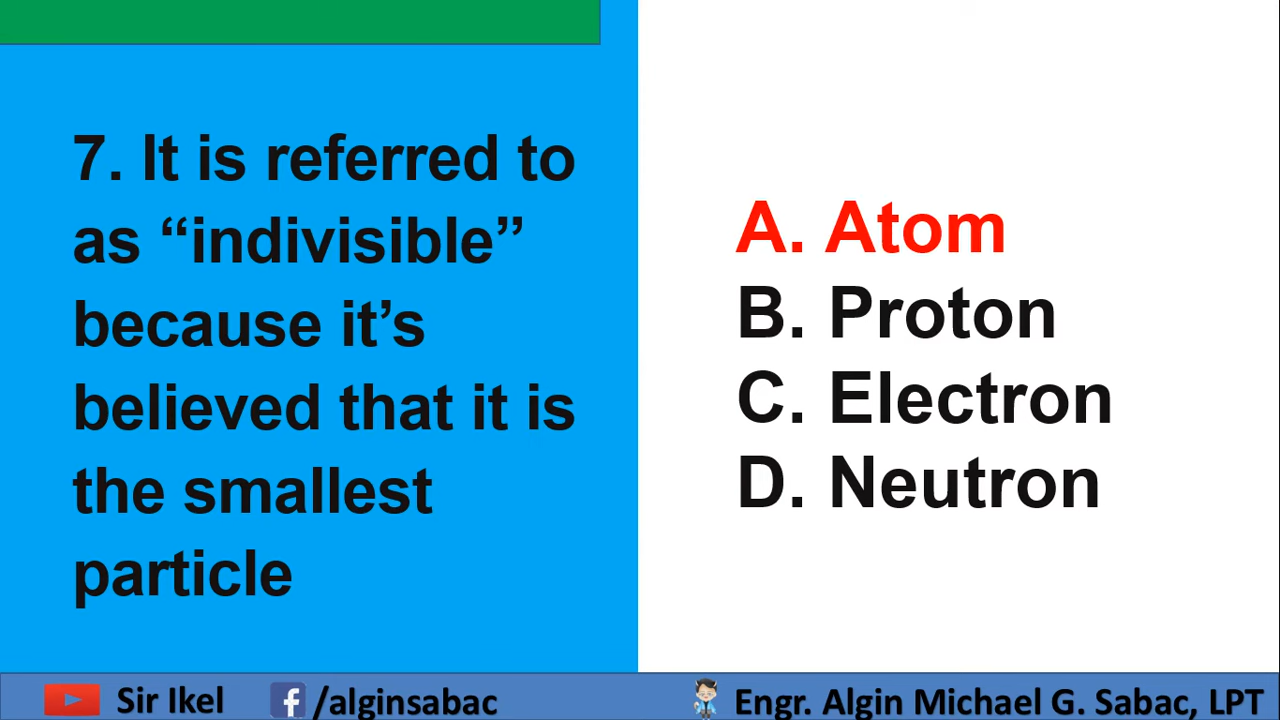 7. It is referred to
as “indivisible”
because it’s
believed that it is
the smallest
particle
A. Atom
B. Proton
C. Electron
D. Neutron
Sir Ikel
/alginsabac
Engr. Algin Michael G. Sabac, LPT